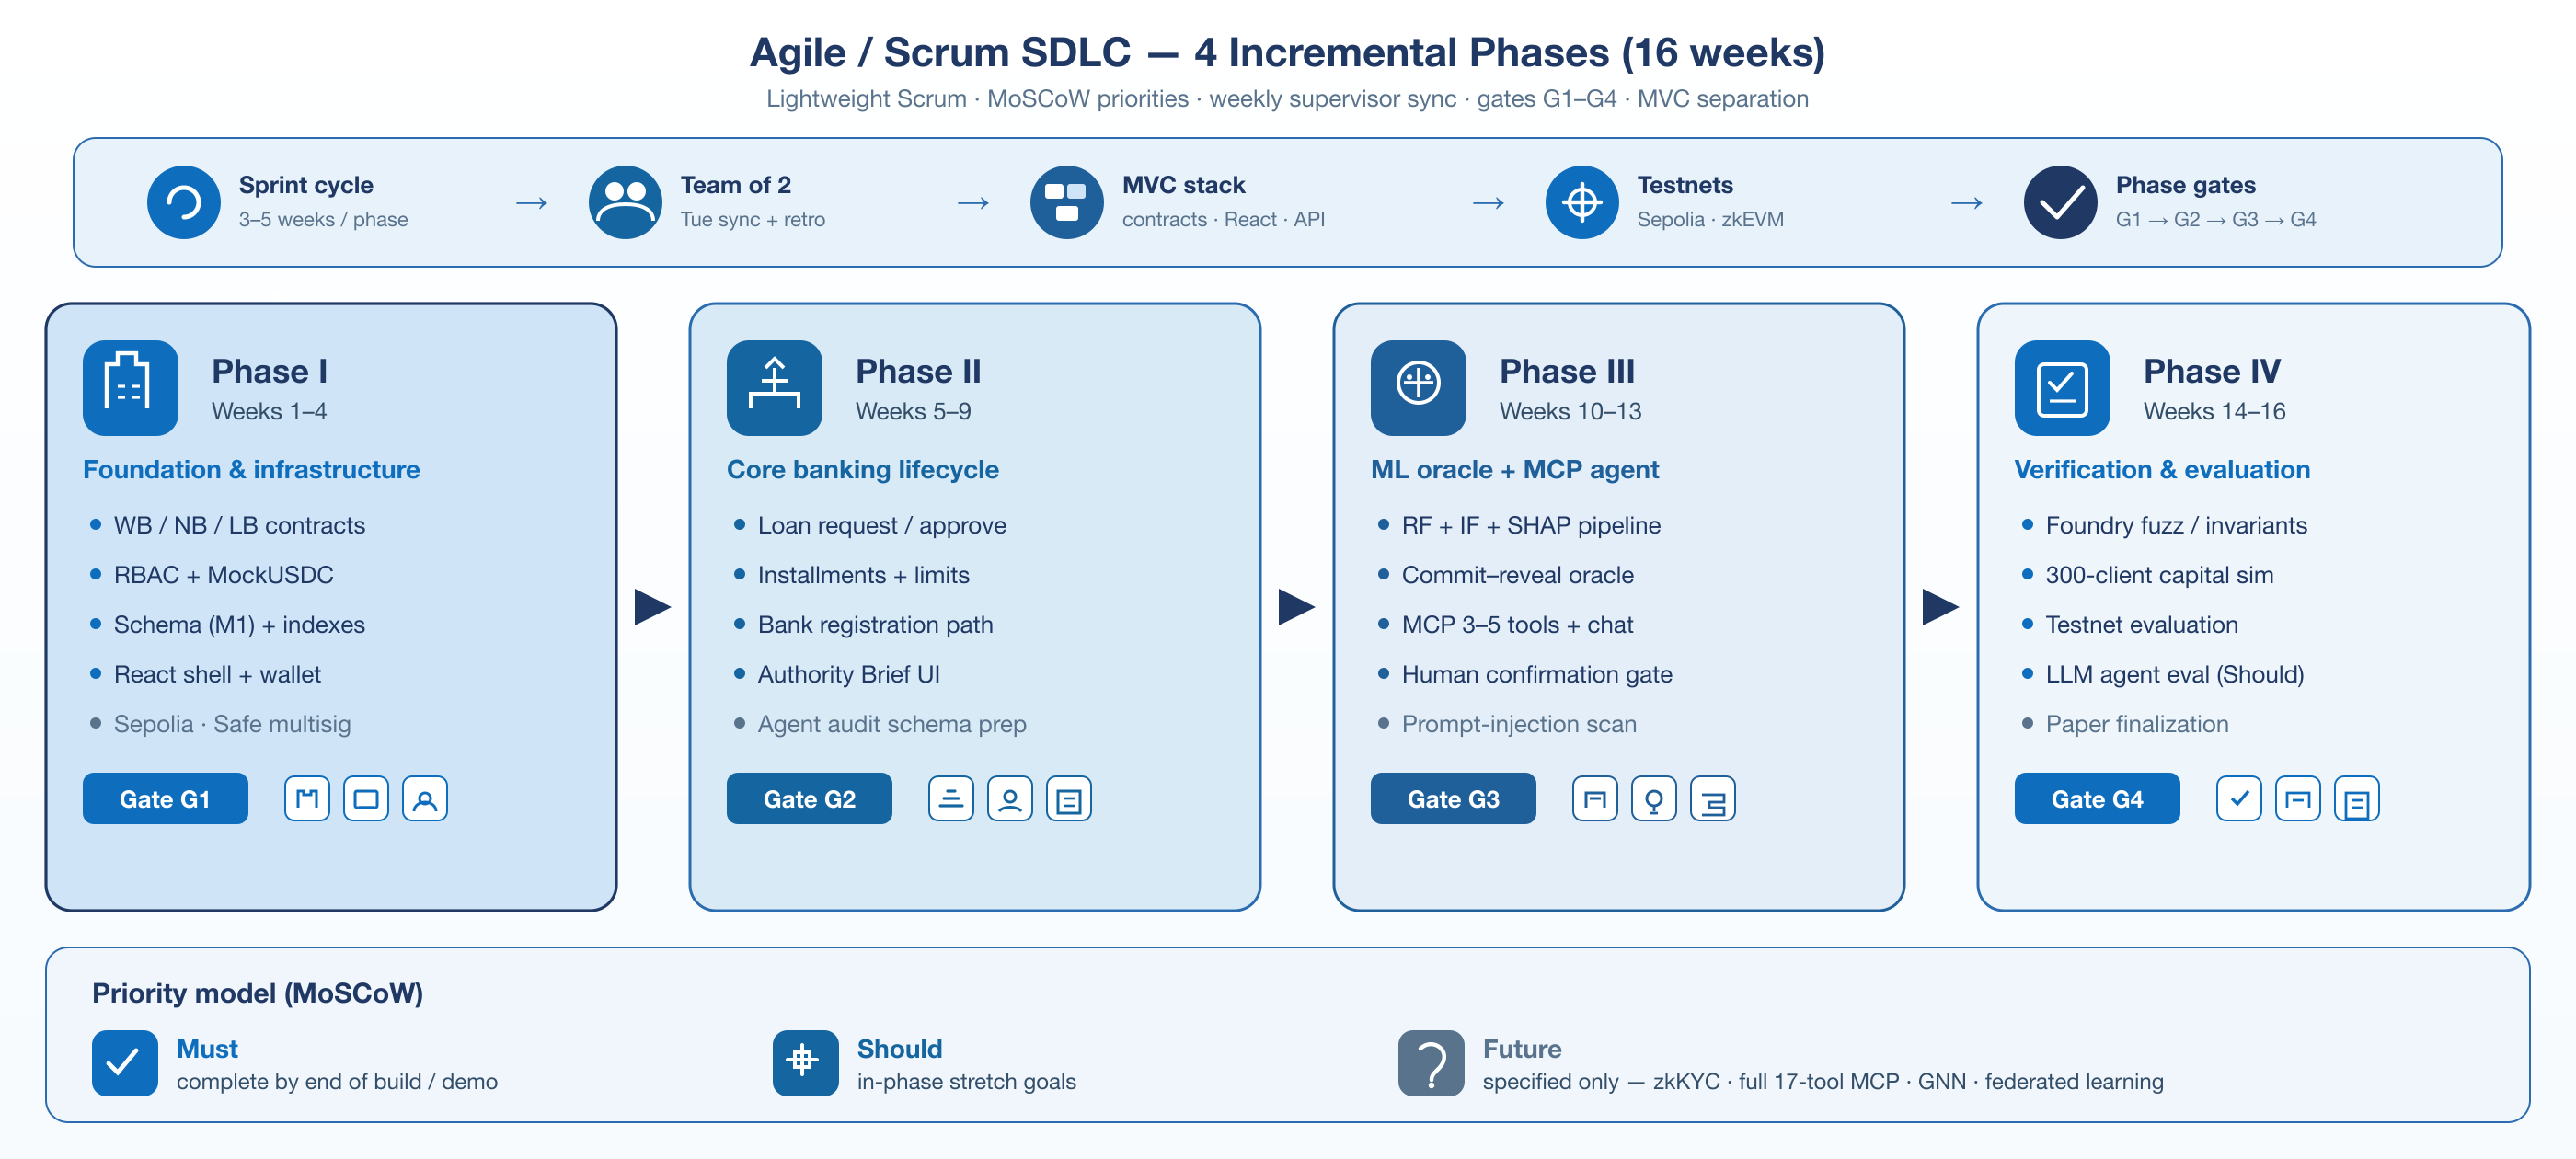 Agile / Scrum SDLC — 4 Incremental Phases (16 weeks)
Lightweight Scrum · MoSCoW priorities · weekly supervisor sync · gates G1–G4 · MVC separation
Sprint cycle
3–5 weeks / phase
→
Team of 2
Tue sync + retro
→
MVC stack
contracts · React · API
→
Testnets
Sepolia · zkEVM
→
Phase gates
G1 → G2 → G3 → G4
Phase I
Weeks 1–4
Foundation & infrastructure
WB / NB / LB contracts
RBAC + MockUSDC
Schema (M1) + indexes
React shell + wallet
Sepolia · Safe multisig
Gate G1
Phase II
Weeks 5–9
Core banking lifecycle
Loan request / approve
Installments + limits
Bank registration path
Authority Brief UI
Agent audit schema prep
Gate G2
Phase III
Weeks 10–13
ML oracle + MCP agent
RF + IF + SHAP pipeline
Commit–reveal oracle
MCP 3–5 tools + chat
Human confirmation gate
Prompt-injection scan
Gate G3
Phase IV
Weeks 14–16
Verification & evaluation
Foundry fuzz / invariants
300-client capital sim
Testnet evaluation
LLM agent eval (Should)
Paper finalization
Gate G4
Priority model (MoSCoW)
Must
complete by end of build / demo
Should
in-phase stretch goals
?
Future
specified only — zkKYC · full 17-tool MCP · GNN · federated learning